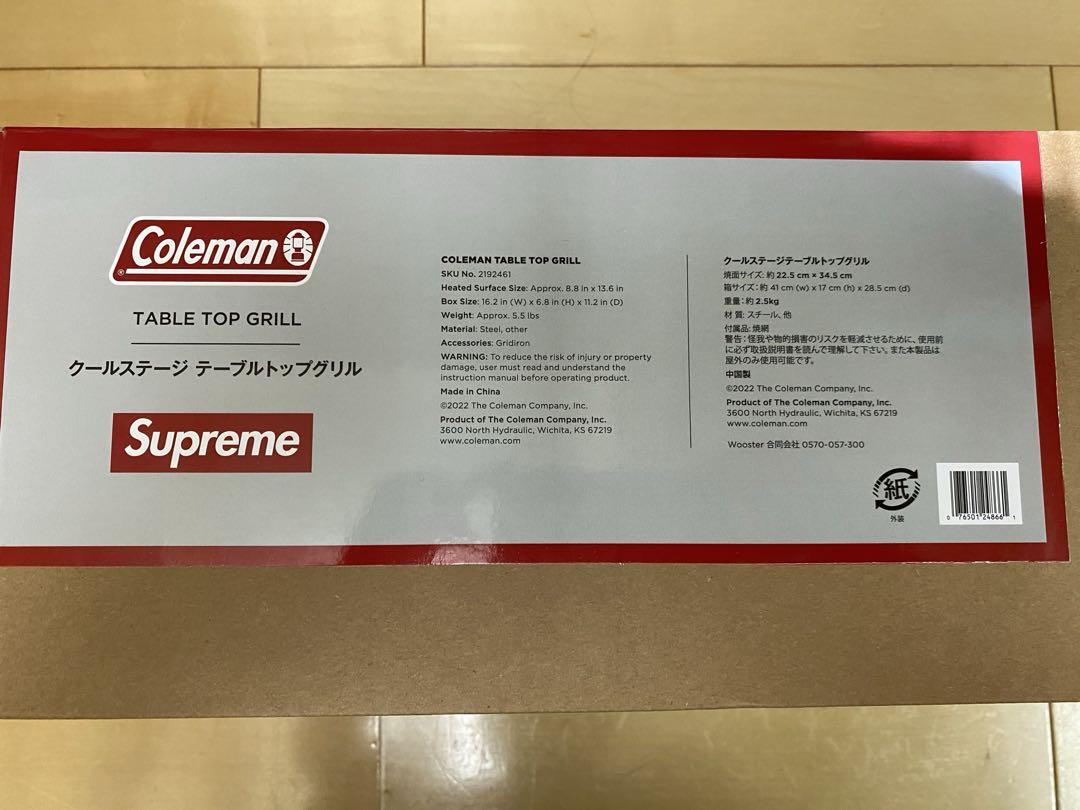 Coleman
®
TABLE TOP GRILL
クールステージ テーブルトップグリル
Supreme
COLEMAN TABLE TOP GRILL
SKU No. 2192461
Heated Surface Size: Approx. 8.8 in x 13.6 in
Box Size: 16.2 in (W) x 6.8 in (H) x 11.2 in (D)
Weight: Approx. 5.5 lbs
Material: Steel, other
Accessories: Gridiron
WARNING: To reduce the risk of injury or property
damage, user must read and understand the
instruction manual before operating product.
Made in China
©2022 The Coleman Company, Inc.
Product of The Coleman Company, Inc.
3600 North Hydraulic, Wichita, KS 67219
www.coleman.com
クールステージテーブルトップグリル
焼面サイズ: 約 22.5 cm × 34.5 cm
箱サイズ: 約 41 cm (w) x 17 cm (h) x 28.5 cm (d)
重量: 約 2.5kg
材 質: スチール、他
付属品: 焼網
警告: 怪我や物的損害のリスクを軽減させるために、使用前
に必ず取扱説明書を読んで理解して下さい。また本製品は
屋外のみ使用可能です。
中国製
©2022 The Coleman Company, Inc.
Product of The Coleman Company, Inc.
3600 North Hydraulic, Wichita, KS 67219
www.coleman.com
Wooster 合同会社 0570-057-300
紙
外装
0 76501 24866 1